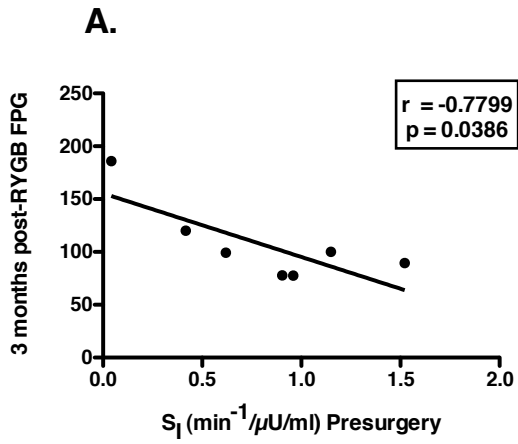 A.
r = -0.7799
p = 0.0386
3 months post-RYGB FPG
250
200
150
100
50
0
0.0 0.5 1.0 1.5 2.0
S_I (min^-1/µU/ml) Presurgery